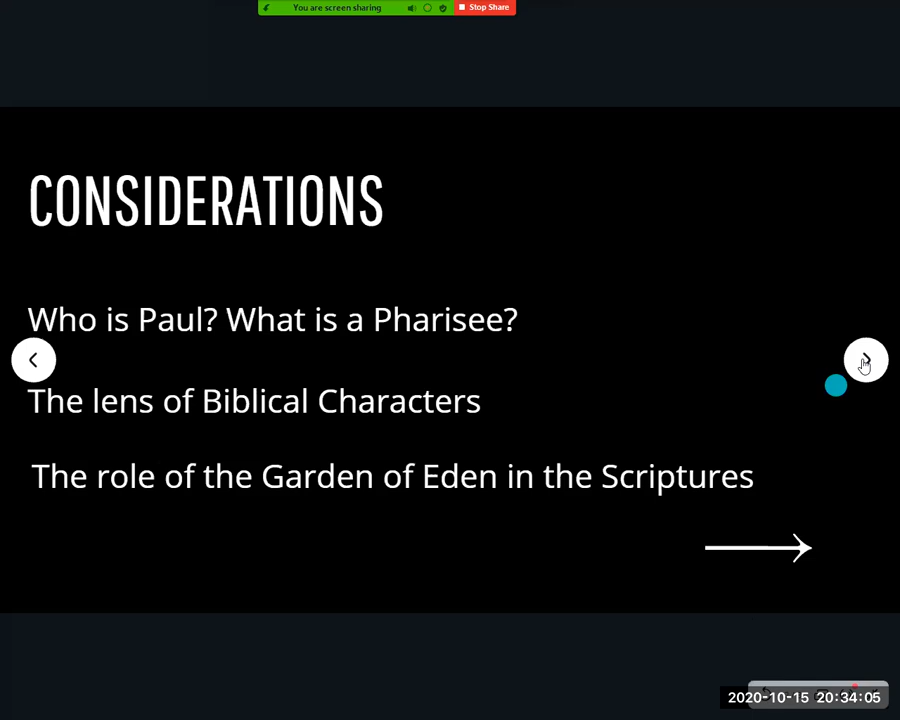 You are screen sharing
Stop Share
CONSIDERATIONS
Who is Paul? What is a Pharisee?
The lens of Biblical Characters
The role of the Garden of Eden in the Scriptures
2020-10-15 20:34:05